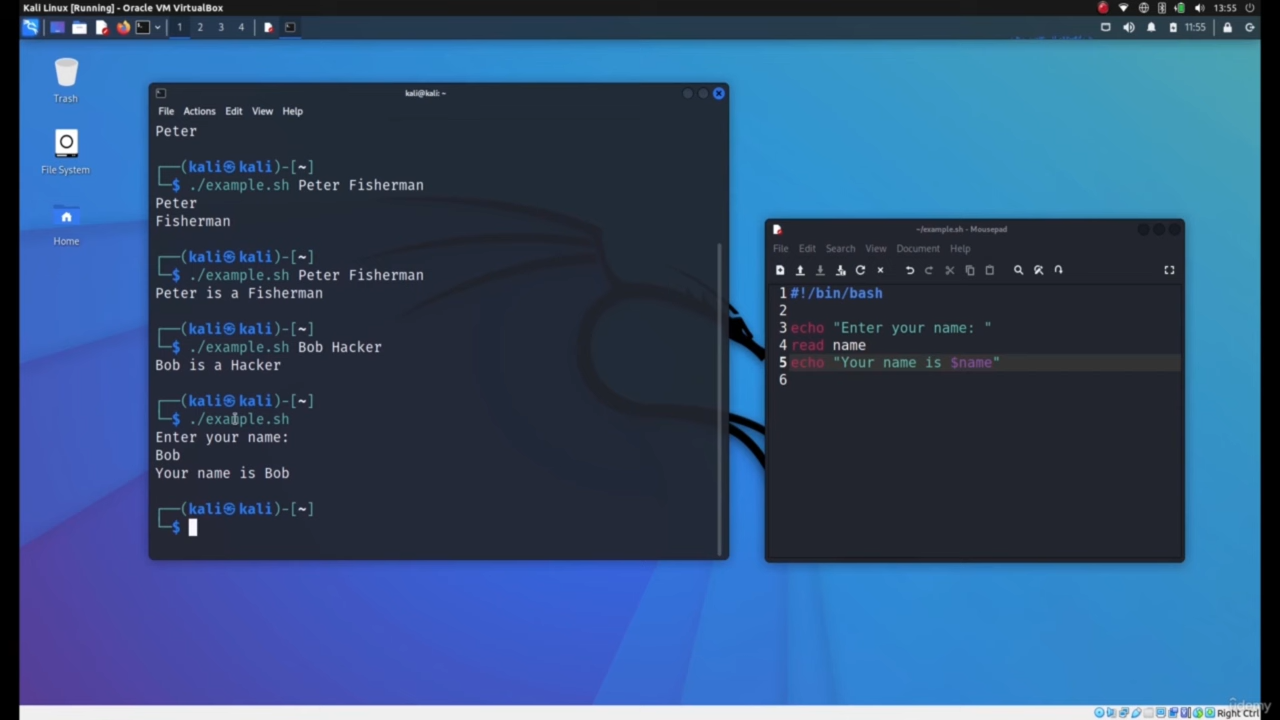 Kali Linux [Running] - Oracle VM VirtualBox
13:55
1 2 3 4
11:55
Trash
File System
Home
kali@kali: ~
File Actions Edit View Help
Peter
┌──(kali㉿kali)-[~]
└─$ ./example.sh Peter Fisherman
Peter
Fisherman
┌──(kali㉿kali)-[~]
└─$ ./example.sh Peter Fisherman
Peter is a Fisherman
┌──(kali㉿kali)-[~]
└─$ ./example.sh Bob Hacker
Bob is a Hacker
┌──(kali㉿kali)-[~]
└─$ ./example.sh
Enter your name:
Bob
Your name is Bob
┌──(kali㉿kali)-[~]
└─$
~/example.sh - Mousepad
File Edit Search View Document Help
1 #!/bin/bash
2
3 echo "Enter your name: "
4 read name
5 echo "Your name is $name"
6
udemy
Right Ctrl